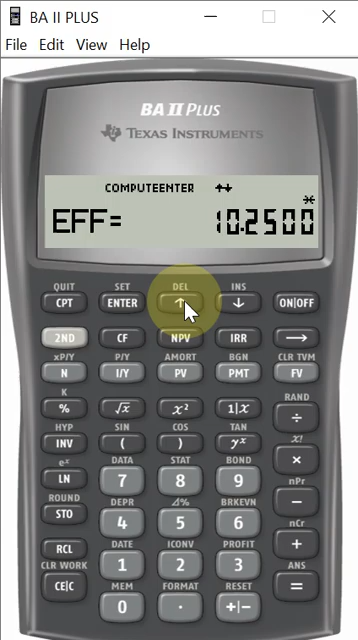 BA II PLUS
File Edit View Help
BA II PLUS
TEXAS INSTRUMENTS
COMPUTE ENTER ↑↓
*
EFF= 10.2500
QUIT SET DEL INS
CPT ENTER ↑ ↓ ON|OFF
2ND CF NPV IRR →
xP/Y P/Y AMORT BGN CLR TVM
N I/Y PV PMT FV
K RAND
% √x x² 1/x ÷
HYP SIN COS TAN x!
INV ( ) yˣ ×
eˣ DATA STAT BOND nPr
LN 7 8 9 −
ROUND DEPR Δ% BRKEVN nCr
STO 4 5 6 +
DATE ICONV PROFIT ANS
RCL 1 2 3 =
CLR WORK MEM FORMAT RESET
CE|C 0 . +|−